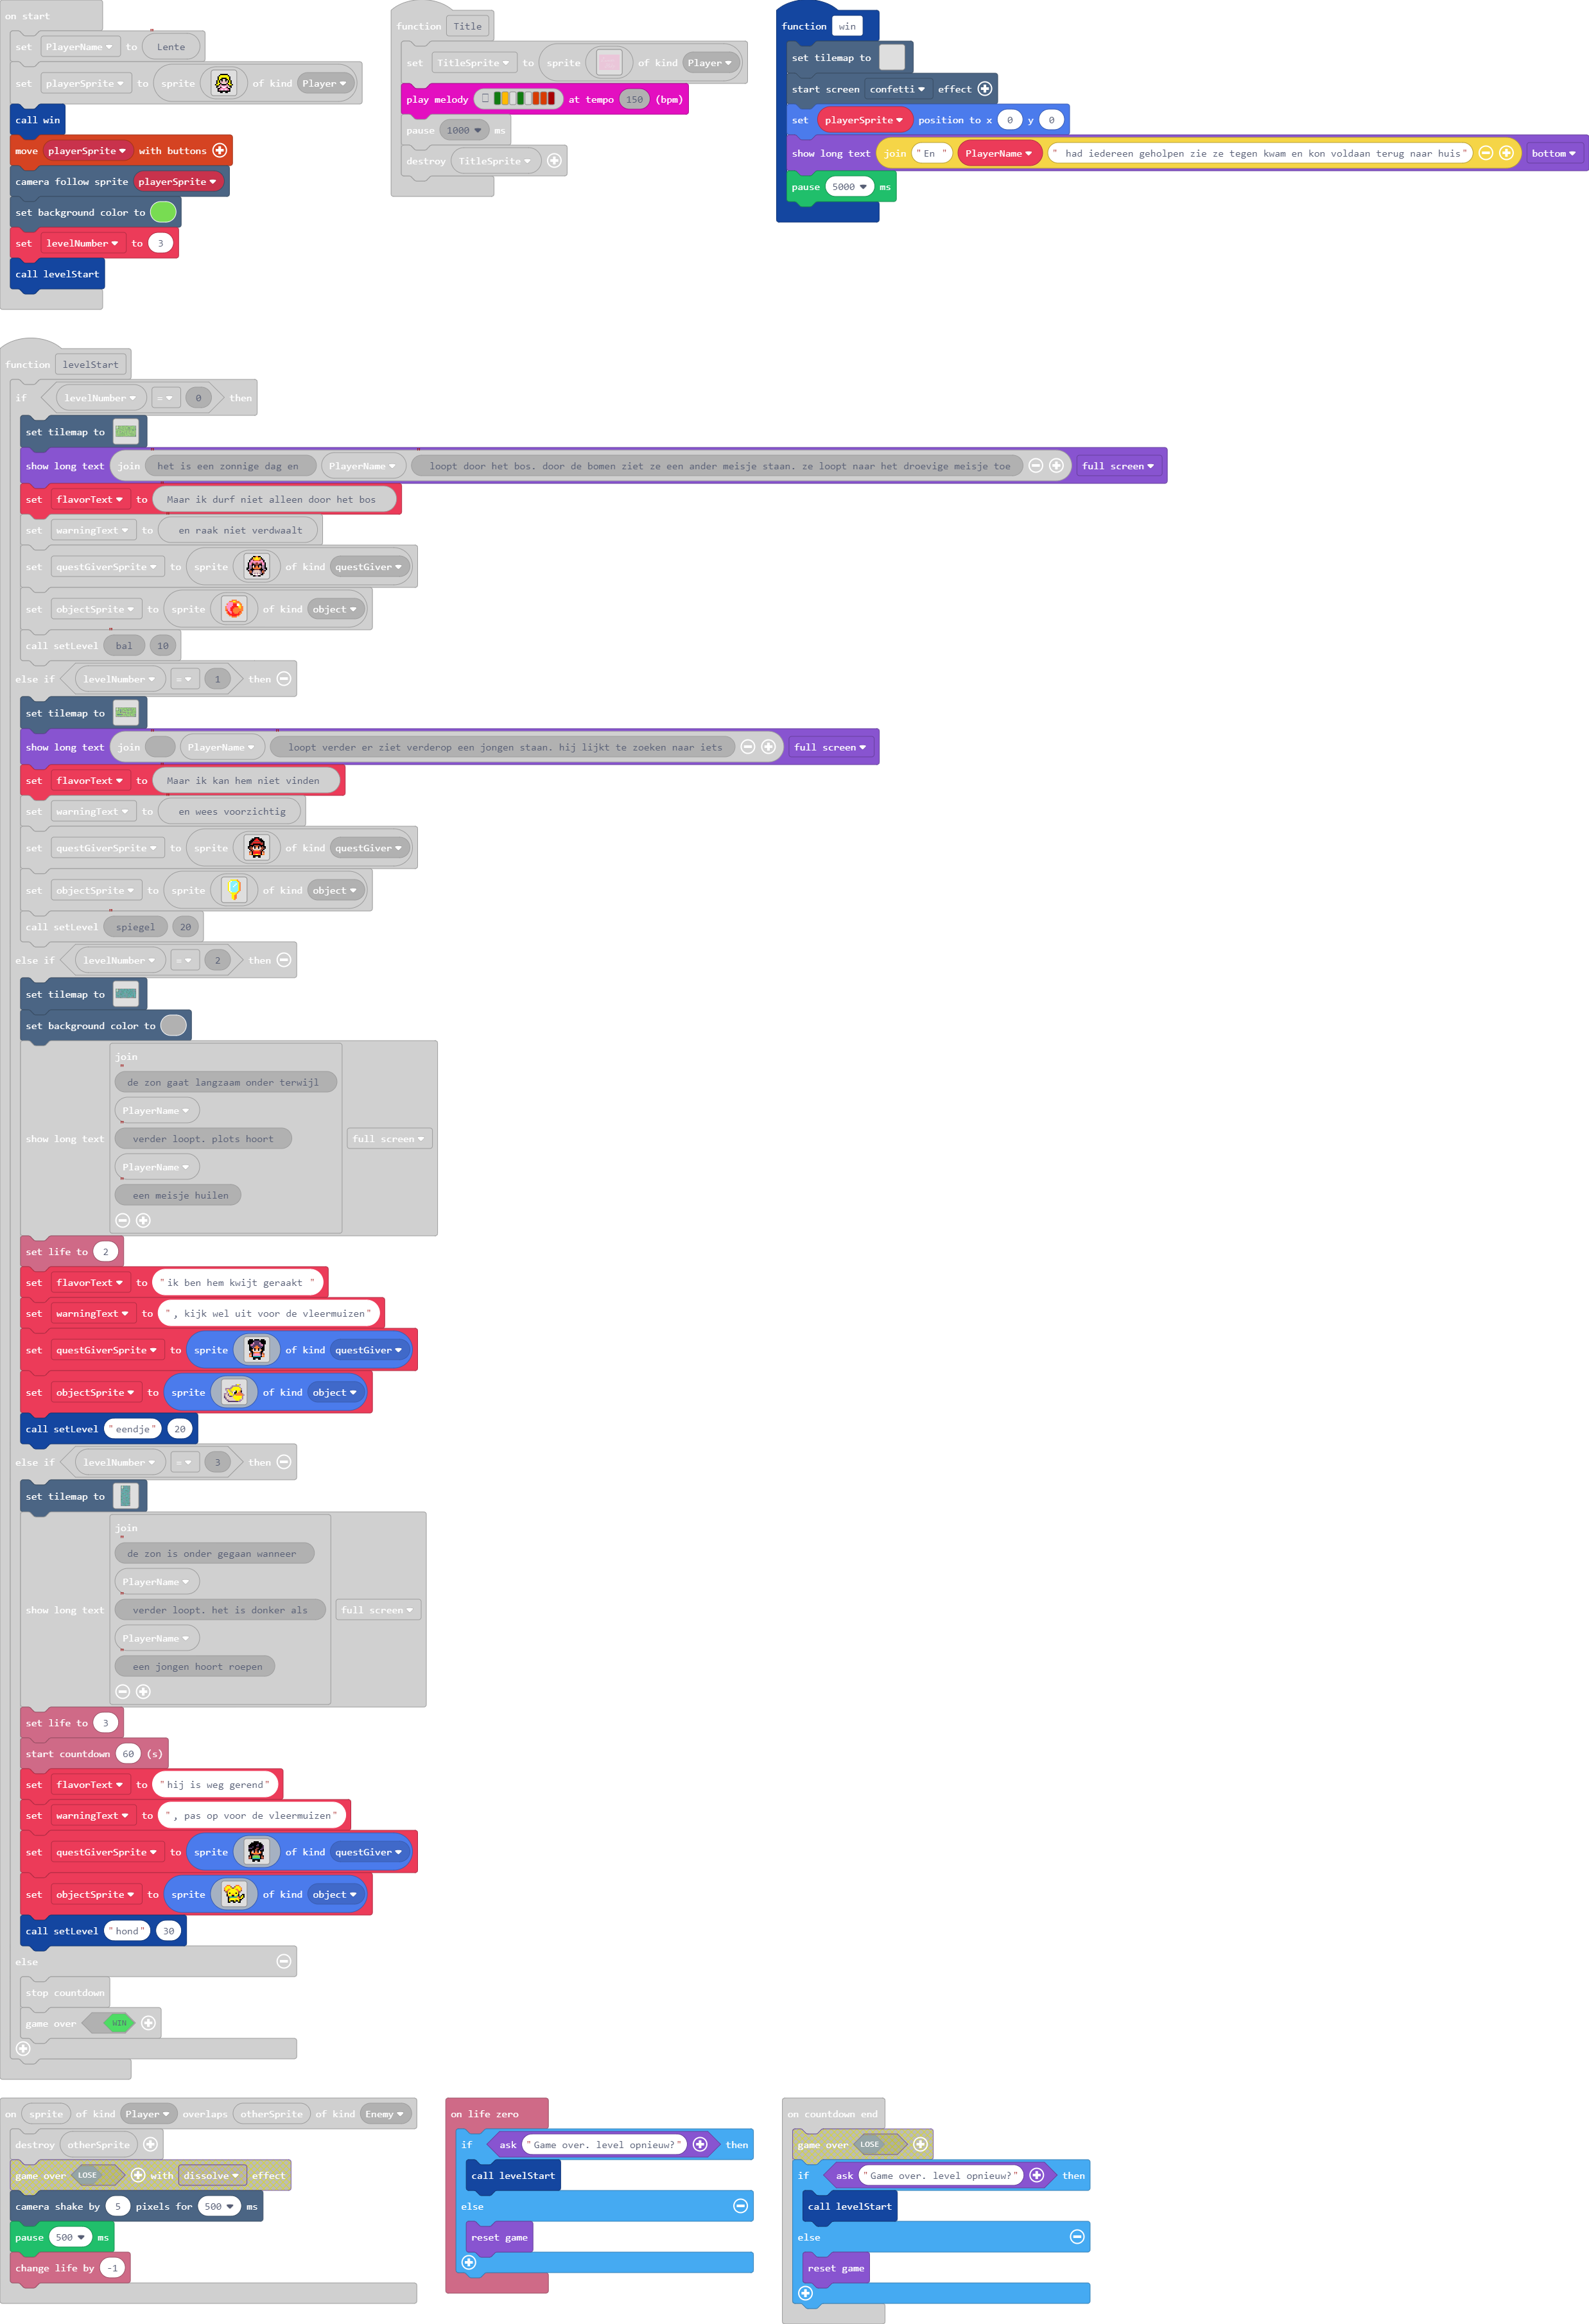 on start
set PlayerName to " Lente
set playerSprite to sprite of kind Player
call win
move playerSprite with buttons
camera follow sprite playerSprite
set background color to
set levelNumber to 3
call levelStart
function Title
set TitleSprite to sprite of kind Player
play melody at tempo 150 (bpm)
pause 1000 ms
destroy TitleSprite
function win
set tilemap to
start screen confetti effect
set playerSprite position to x 0 y 0
show long text join "En " PlayerName " had iedereen geholpen zie ze tegen kwam en kon voldaan terug naar huis" bottom
pause 5000 ms
function levelStart
if levelNumber = 0 then
set tilemap to
show long text join " het is een zonnige dag en PlayerName " loopt door het bos. door de bomen ziet ze een ander meisje staan. ze loopt naar het droevige meisje toe full screen
set flavorText to " Maar ik durf niet alleen door het bos
set warningText to " en raak niet verdwaalt
set questGiverSprite to sprite of kind questGiver
set objectSprite to sprite of kind object
call setLevel " bal 10
else if levelNumber = 1 then
set tilemap to
show long text join " PlayerName " loopt verder er ziet verderop een jongen staan. hij lijkt te zoeken naar iets full screen
set flavorText to " Maar ik kan hem niet vinden
set warningText to " en wees voorzichtig
set questGiverSprite to sprite of kind questGiver
set objectSprite to sprite of kind object
call setLevel " spiegel 20
else if levelNumber = 2 then
set tilemap to
set background color to
join
" de zon gaat langzaam onder terwijl
PlayerName
show long text " verder loopt. plots hoort full screen
PlayerName
" een meisje huilen
set life to 2
set flavorText to "ik ben hem kwijt geraakt "
set warningText to ", kijk wel uit voor de vleermuizen"
set questGiverSprite to sprite of kind questGiver
set objectSprite to sprite of kind object
call setLevel "eendje" 20
else if levelNumber = 3 then
set tilemap to
join
" de zon is onder gegaan wanneer
PlayerName
show long text " verder loopt. het is donker als full screen
PlayerName
" een jongen hoort roepen
set life to 3
start countdown 60 (s)
set flavorText to "hij is weg gerend"
set warningText to ", pas op voor de vleermuizen"
set questGiverSprite to sprite of kind questGiver
set objectSprite to sprite of kind object
call setLevel "hond" 30
else
stop countdown
game over WIN
on sprite of kind Player overlaps otherSprite of kind Enemy
destroy otherSprite
game over LOSE with dissolve effect
camera shake by 5 pixels for 500 ms
pause 500 ms
change life by -1
on life zero
if ask "Game over. level opnieuw?" then
call levelStart
else
reset game
on countdown end
game over LOSE
if ask "Game over. level opnieuw?" then
call levelStart
else
reset game